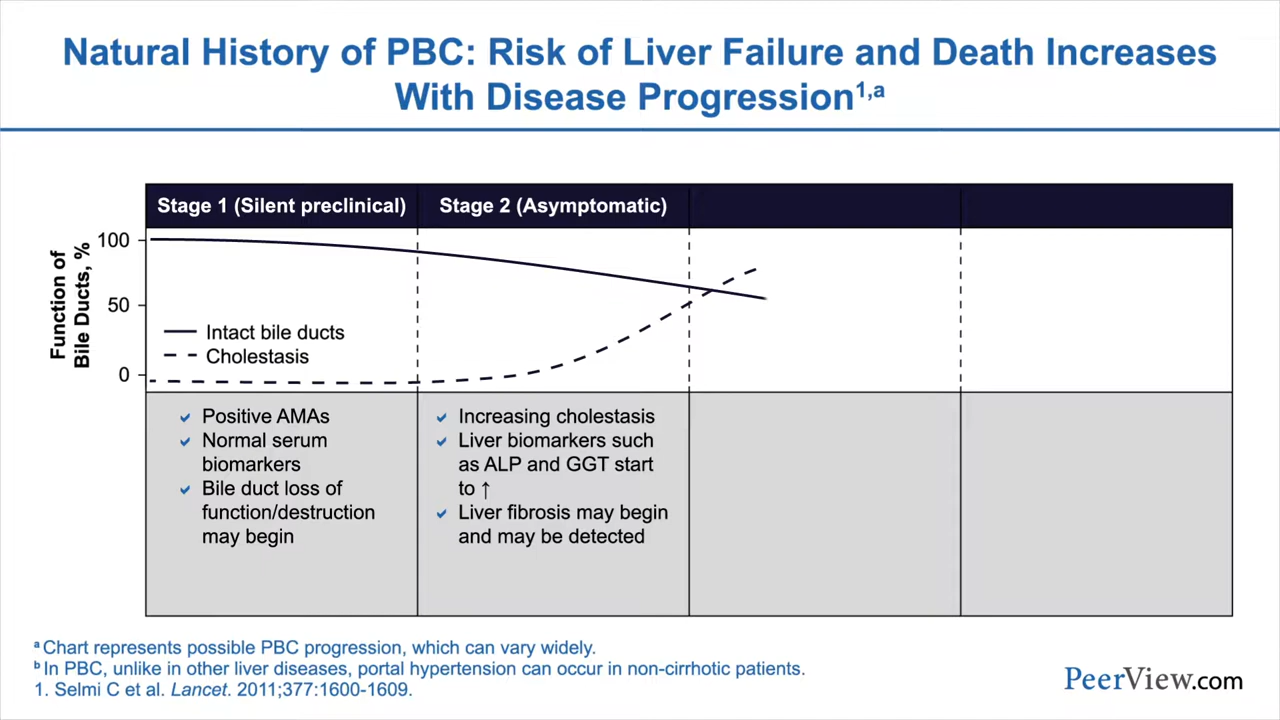 Natural History of PBC: Risk of Liver Failure and Death Increases
With Disease Progression1,a
Stage 1 (Silent preclinical)
Stage 2 (Asymptomatic)
Function of
Bile Ducts, %
100
50
0
Intact bile ducts
Cholestasis
✓ Positive AMAs
✓ Normal serum
biomarkers
✓ Bile duct loss of
function/destruction
may begin
✓ Increasing cholestasis
✓ Liver biomarkers such
as ALP and GGT start
to ↑
✓ Liver fibrosis may begin
and may be detected
a Chart represents possible PBC progression, which can vary widely.
b In PBC, unlike in other liver diseases, portal hypertension can occur in non-cirrhotic patients.
1. Selmi C et al. Lancet. 2011;377:1600-1609.
PeerView.com